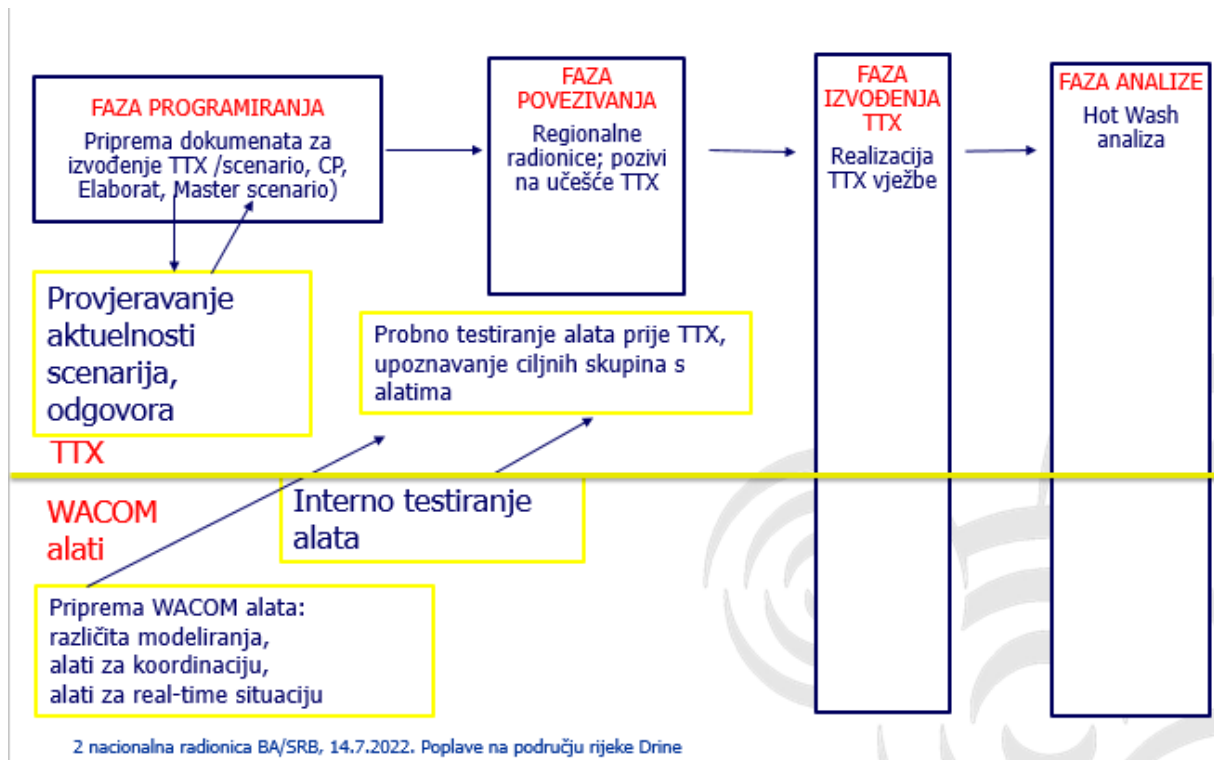 FAZA PROGRAMIRANJA
Priprema dokumenata za
izvođenje TTX /scenario, CP,
Elaborat, Master scenario)
FAZA
POVEZIVANJA
Regionalne
radionice; pozivi
na učešće TTX
FAZA
IZVOĐENJA
TTX
Realizacija
TTX vježbe
FAZA ANALIZE
Hot Wash
analiza
Provjeravanje
aktuelnosti
scenarija,
odgovora
Probno testiranje alata prije TTX,
upoznavanje ciljnih skupina s
alatima
TTX
WACOM
alati
Interno testiranje
alata
Priprema WACOM alata:
različita modeliranja,
alati za koordinaciju,
alati za real-time situaciju
2 nacionalna radionica BA/SRB, 14.7.2022. Poplave na području rijeke Drine